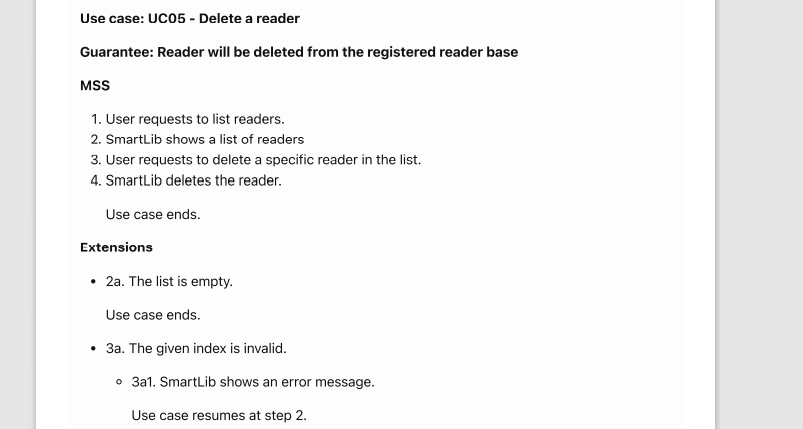 Use case: UC05 - Delete a reader
Guarantee: Reader will be deleted from the registered reader base
MSS
1. User requests to list readers.
2. SmartLib shows a list of readers
3. User requests to delete a specific reader in the list.
4. SmartLib deletes the reader.
Use case ends.
Extensions
• 2a. The list is empty.
Use case ends.
• 3a. The given index is invalid.
◦ 3a1. SmartLib shows an error message.
Use case resumes at step 2.